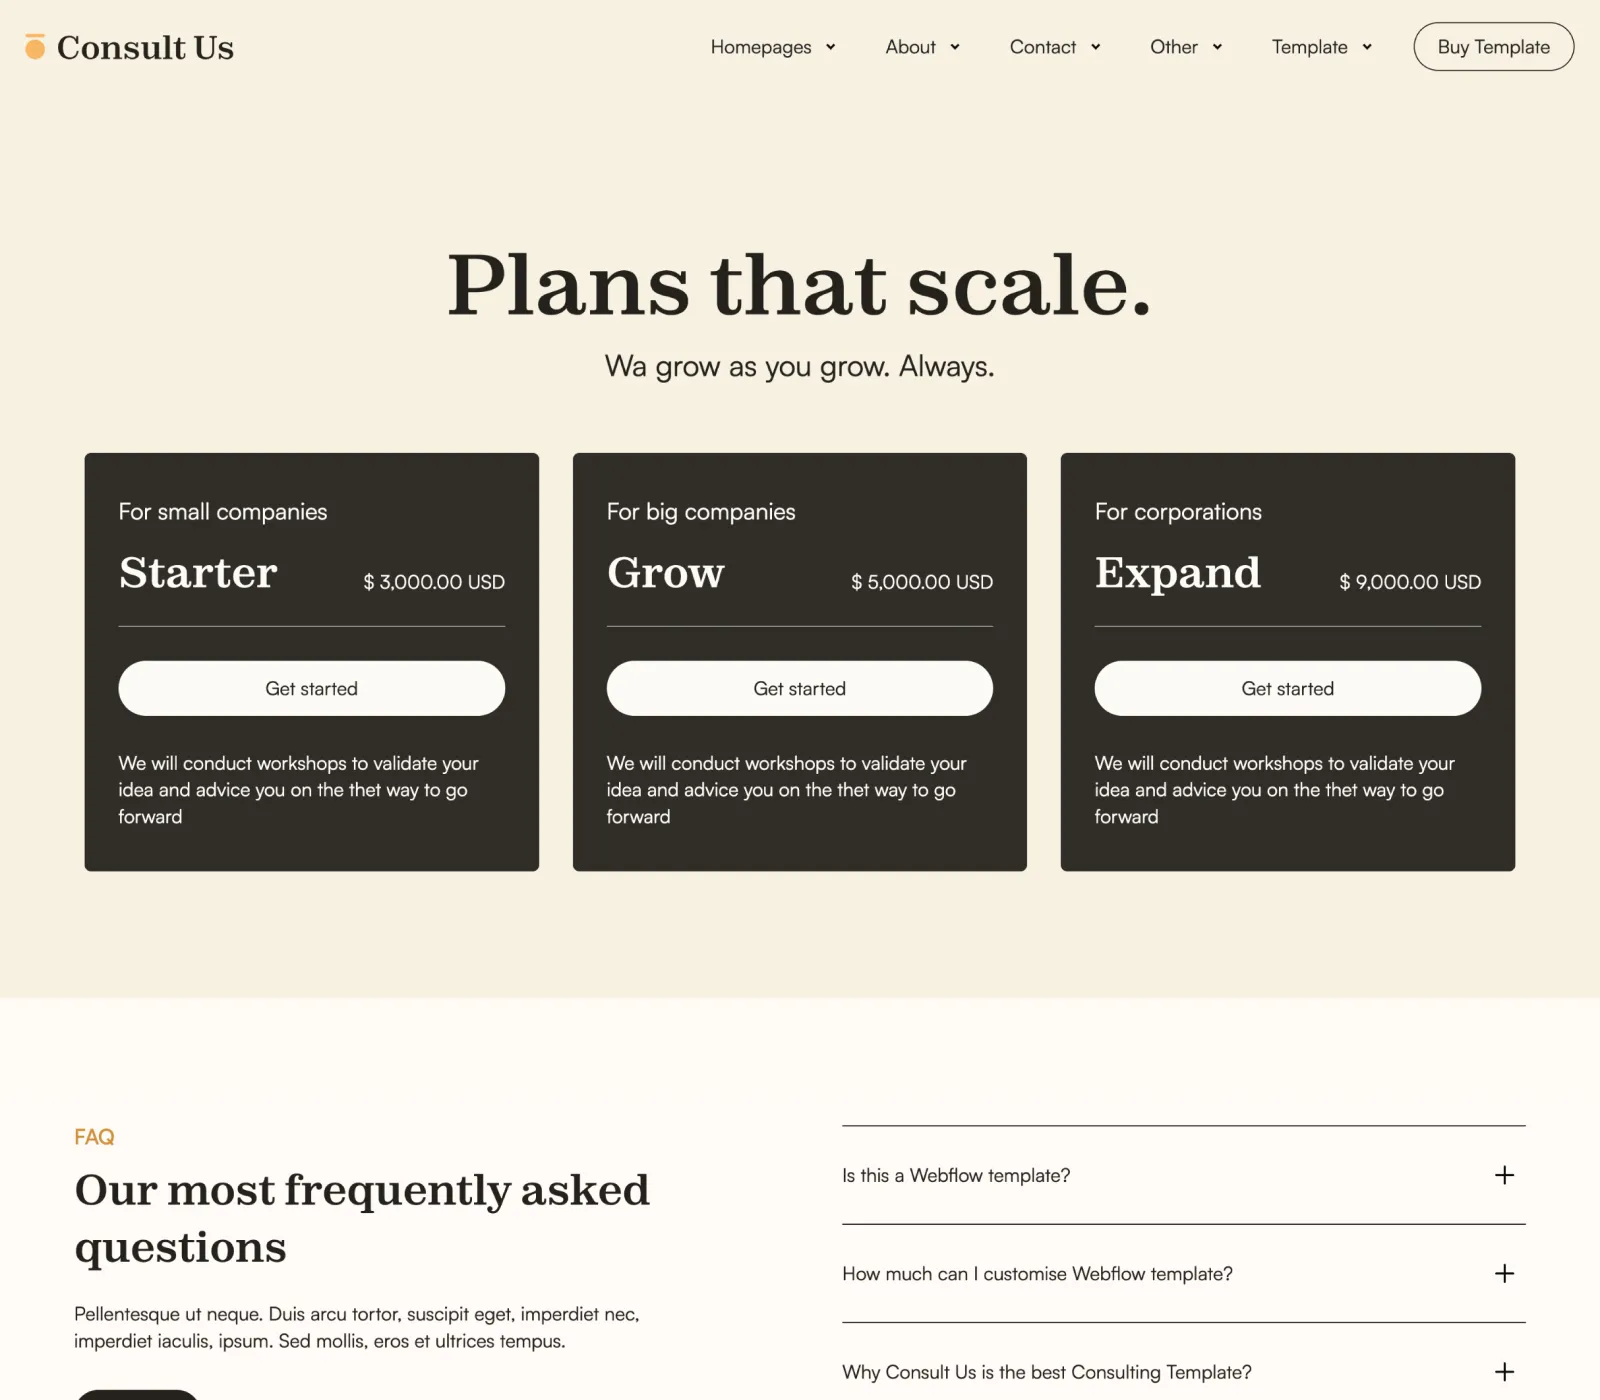 Consult Us
Homepages
About
Contact
Other
Template
Buy Template
Plans that scale.
Wa grow as you grow. Always.
For small companies
Starter
$ 3,000.00 USD
Get started
We will conduct workshops to validate your
idea and advice you on the thet way to go
forward
For big companies
Grow
$ 5,000.00 USD
Get started
We will conduct workshops to validate your
idea and advice you on the thet way to go
forward
For corporations
Expand
$ 9,000.00 USD
Get started
We will conduct workshops to validate your
idea and advice you on the thet way to go
forward
FAQ
Our most frequently asked
questions
Pellentesque ut neque. Duis arcu tortor, suscipit eget, imperdiet nec,
imperdiet iaculis, ipsum. Sed mollis, eros et ultrices tempus.
Is this a Webflow template?
How much can I customise Webflow template?
Why Consult Us is the best Consulting Template?